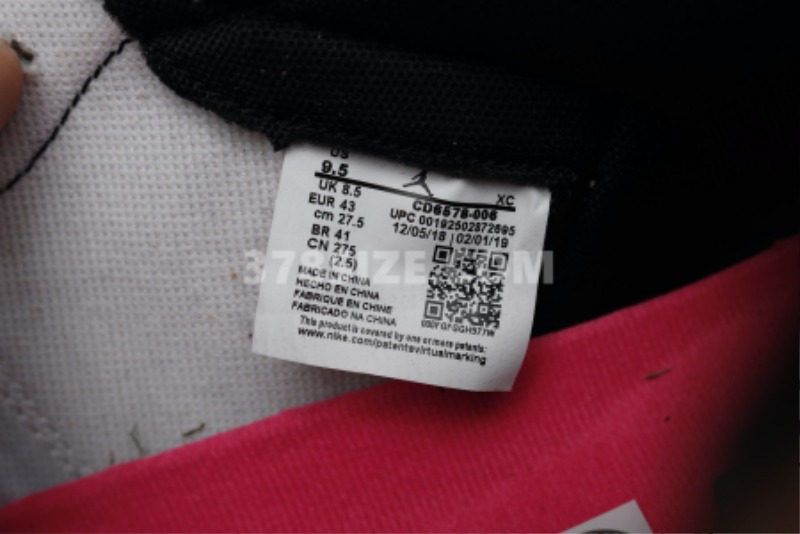 US
9.5
UK 8.5
EUR 43
cm 27.5
BR 41
CN 275
(2.5)
XC
CD6578-006
UPC 00192502872695
12/05/18 | 02/01/19
MADE IN CHINA
HECHO EN CHINA
FABRIQUE EN CHINE
FABRICADO NA CHINA
This product is covered by one or more patents:
www.nike.com/patentsvirtualmarking